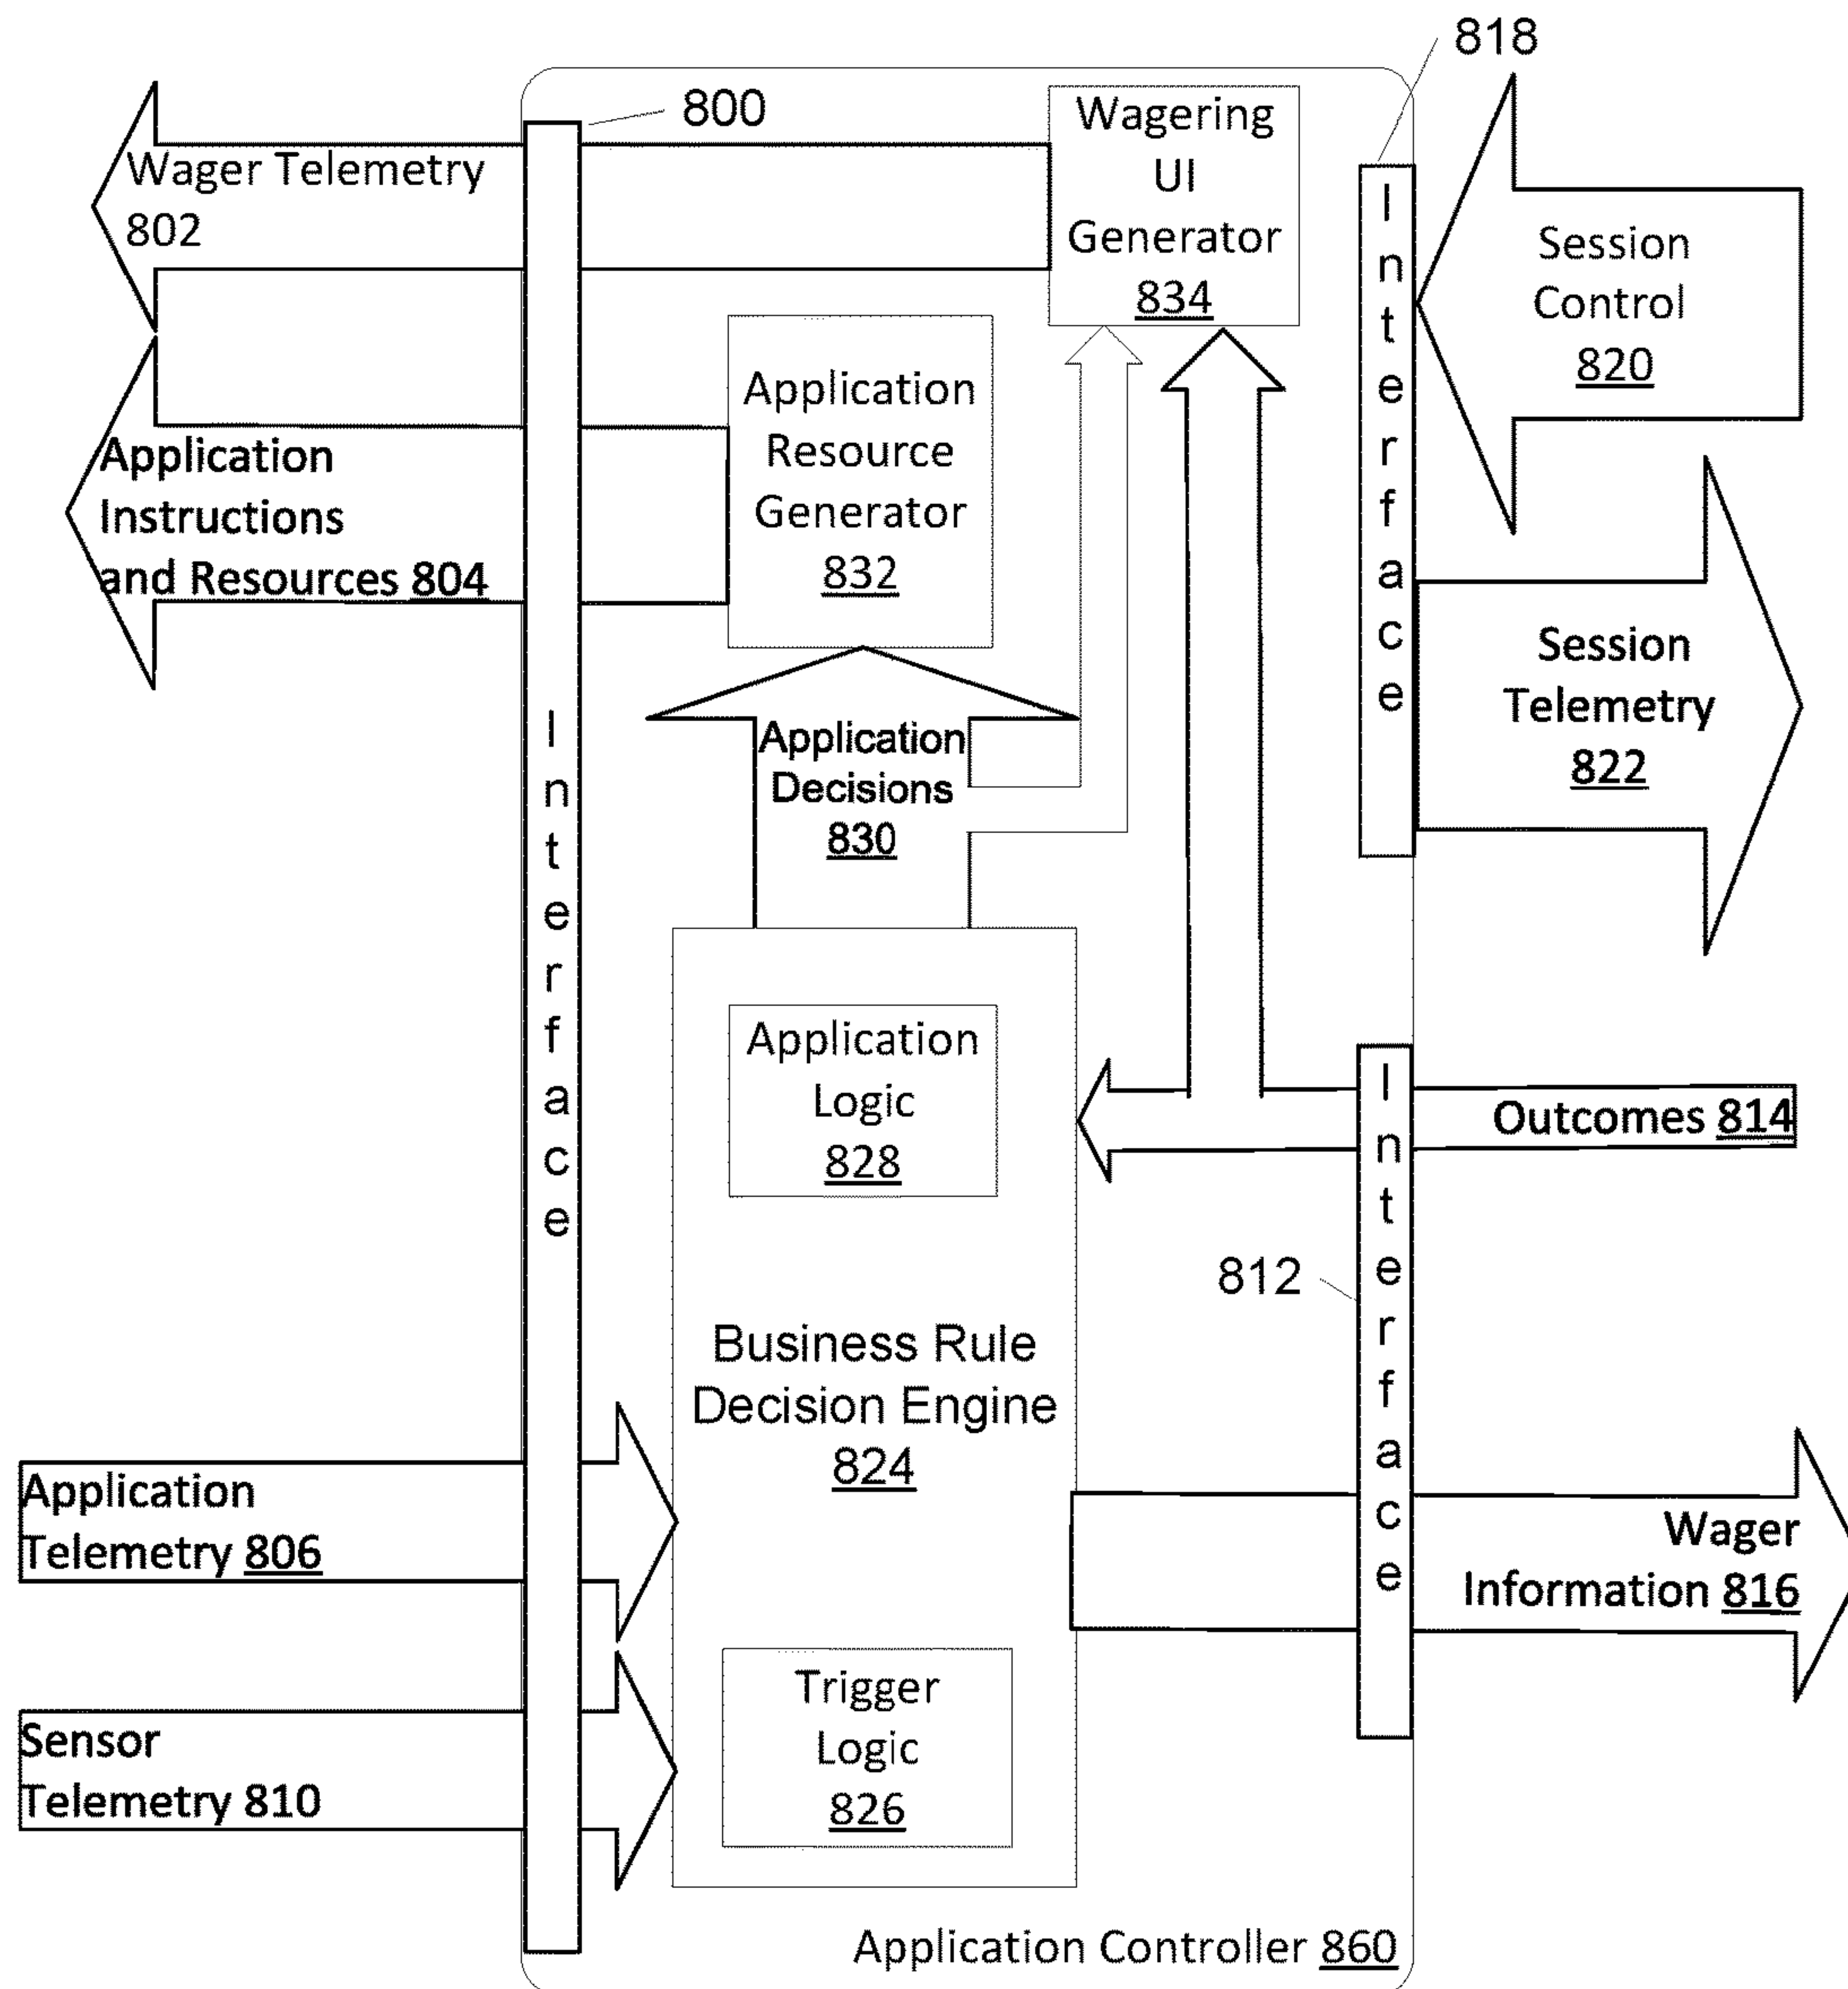 818
800
Wagering
UI
Generator
834
Wager Telemetry
802
Interface
Session
Control
820
Application
Resource
Generator
832
Application
Instructions
and Resources 804
Session
Telemetry
822
Interface
Application
Decisions
830
Application
Logic
828
Outcomes 814
Interface
812
Business Rule
Decision Engine
824
Application
Telemetry 806
Wager
Information 816
Trigger
Logic
826
Sensor
Telemetry 810
Application Controller 860